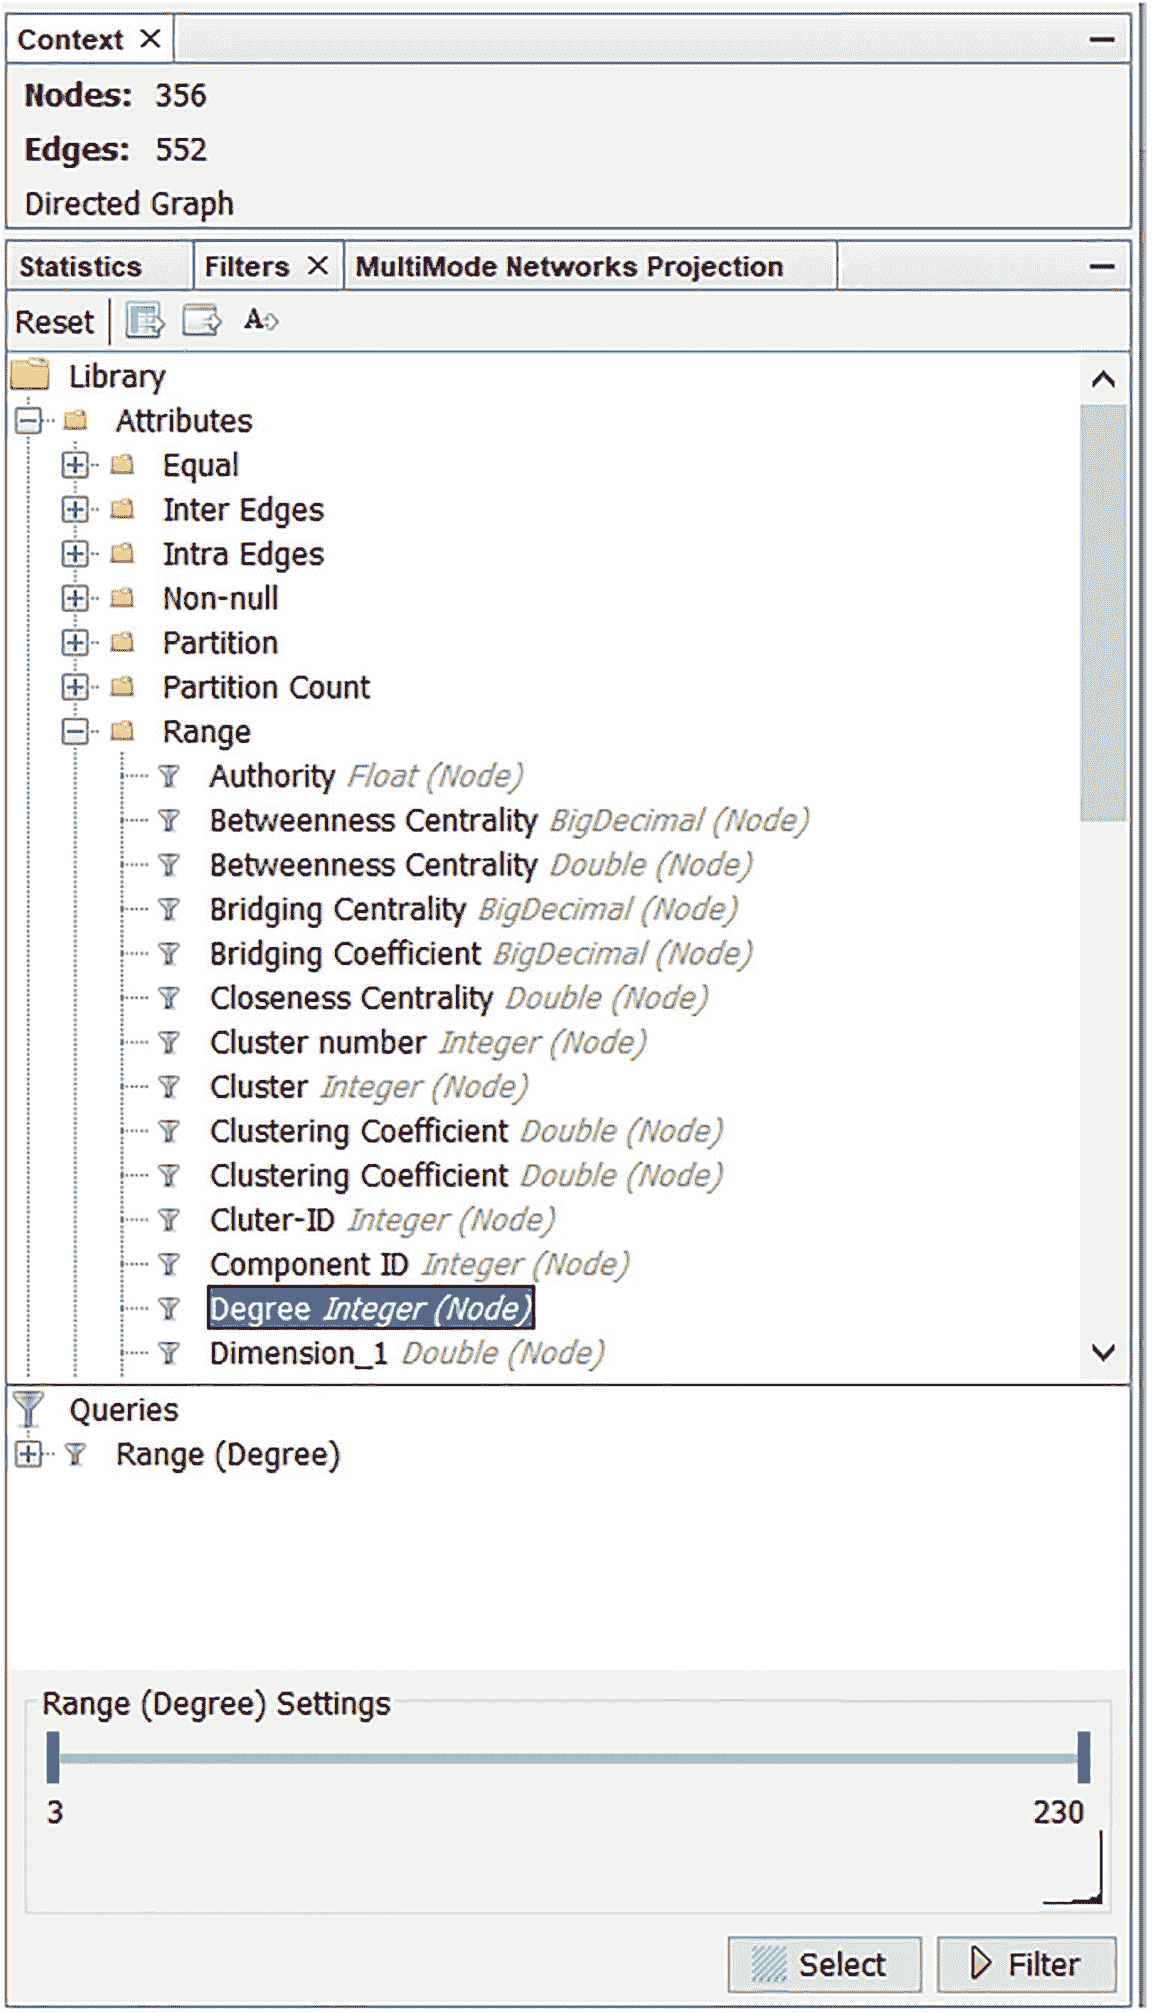 Context
Nodes: 356
Edges: 552
Directed Graph
Statistics Filters MultiMode Networks Projection
Reset A
Library
Attributes
Equal
Inter Edges
Intra Edges
Non-null
Partition
Partition Count
Range
Authority Float (Node)
Betweenness Centrality BigDecimal (Node)
Betweenness Centrality Double (Node)
Bridging Centrality BigDecimal (Node)
Bridging Coefficient BigDecimal (Node)
Closeness Centrality Double (Node)
Cluster number Integer (Node)
Cluster Integer (Node)
Clustering Coefficient Double (Node)
Clustering Coefficient Double (Node)
Cluter-ID Integer (Node)
Component ID Integer (Node)
Degree Integer (Node)
Dimension_1 Double (Node)
Queries
Range (Degree)
Range (Degree) Settings
3 230
Select Filter